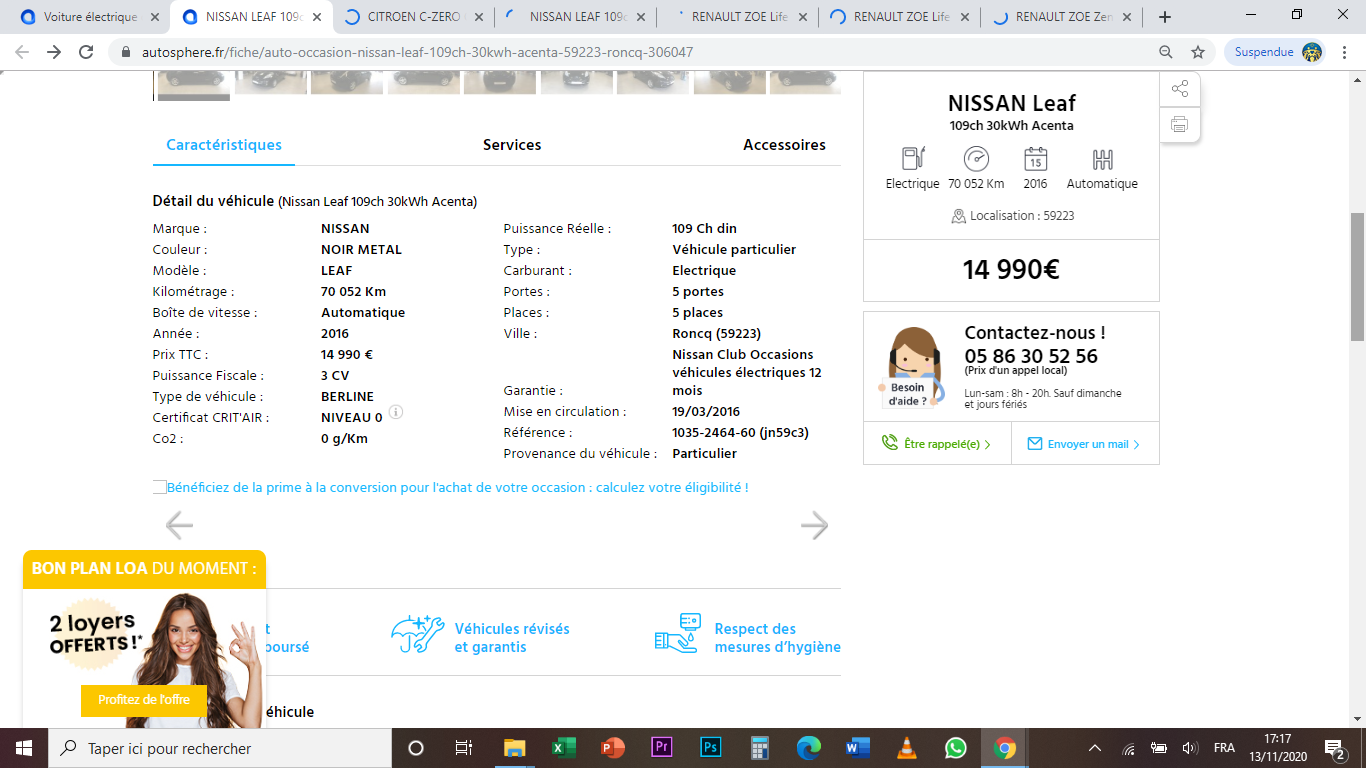 Voiture électrique
NISSAN LEAF 109c
CITROEN C-ZERO
NISSAN LEAF 109c
RENAULT ZOE Life
RENAULT ZOE Life
RENAULT ZOE Zen
autosphere.fr/fiche/auto-occasion-nissan-leaf-109ch-30kwh-acenta-59223-roncq-306047
Suspendue
Caractéristiques
Services
Accessoires
Détail du véhicule (Nissan Leaf 109ch 30kWh Acenta)
Marque : NISSAN
Couleur : NOIR METAL
Modèle : LEAF
Kilométrage : 70 052 Km
Boîte de vitesse : Automatique
Année : 2016
Prix TTC : 14 990 €
Puissance Fiscale : 3 CV
Type de véhicule : BERLINE
Certificat CRIT'AIR : NIVEAU 0 i
Co2 : 0 g/Km
Puissance Réelle : 109 Ch din
Type : Véhicule particulier
Carburant : Electrique
Portes : 5 portes
Places : 5 places
Ville : Roncq (59223)
Nissan Club Occasions
véhicules électriques 12
Garantie : mois
Mise en circulation : 19/03/2016
Référence : 1035-2464-60 (jn59c3)
Provenance du véhicule : Particulier
Bénéficiez de la prime à la conversion pour l'achat de votre occasion : calculez votre éligibilité !
NISSAN Leaf
109ch 30kWh Acenta
15
Electrique 70 052 Km 2016 Automatique
Localisation : 59223
14 990€
Contactez-nous !
05 86 30 52 56
(Prix d'un appel local)
Besoin
d'aide ?
Lun-sam : 8h - 20h. Sauf dimanche
et jours fériés
Être rappelé(e) >
Envoyer un mail >
BON PLAN LOA DU MOMENT :
2 loyers
OFFERTS !*
Profitez de l'offre
t
boursé
Véhicules révisés
et garantis
Respect des
mesures d'hygiène
éhicule
Taper ici pour rechercher
Pr
Ps
FRA
17:17
13/11/2020
2